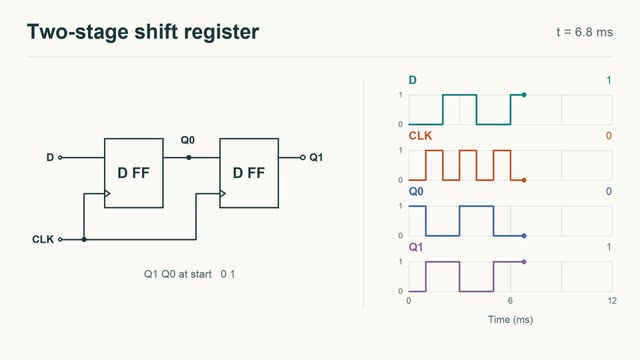 Two-stage shift register
t = 6.8 ms
D
D FF
Q0
D FF
Q1
CLK
Q1 Q0 at start 0 1
D 1
1
0
CLK 0
1
0
Q0 0
1
0
Q1 1
1
0
0 6 12
Time (ms)